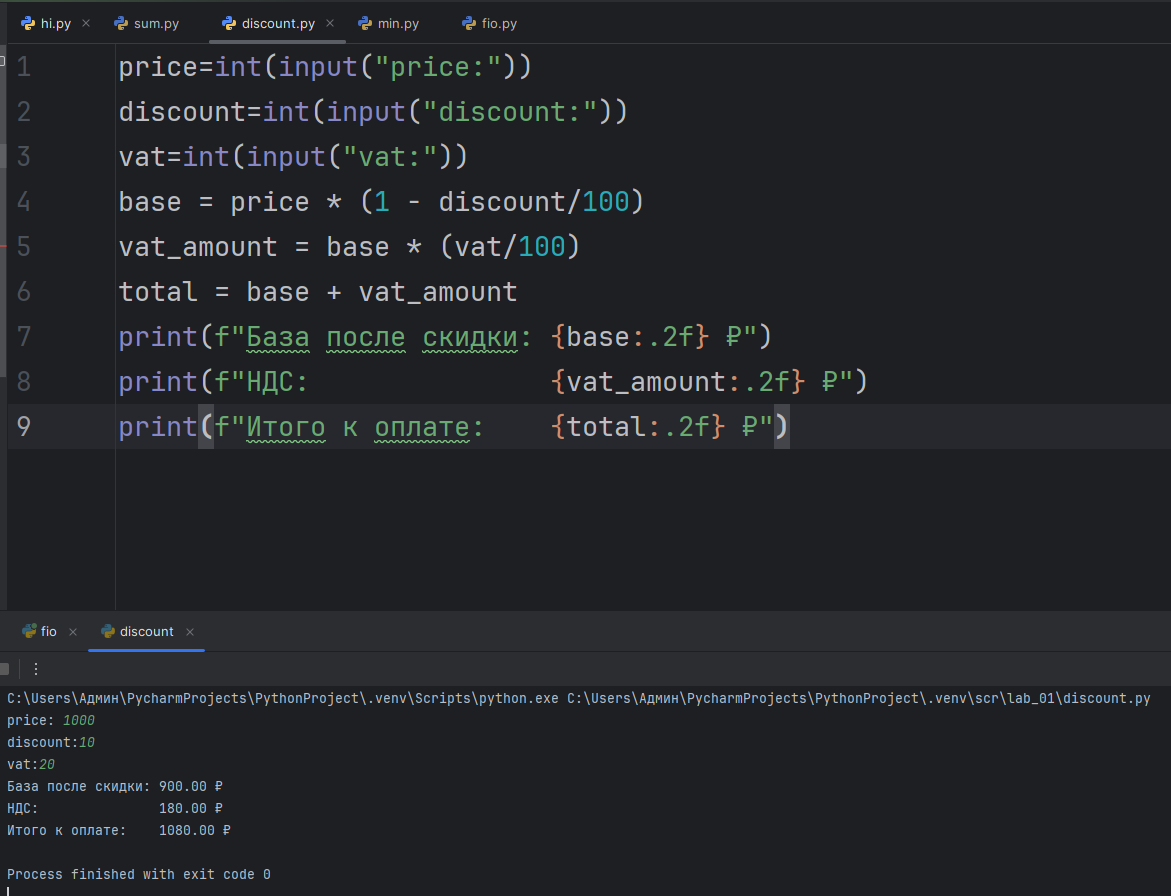 hi.py sum.py discount.py min.py fio.py
1 price=int(input("price:"))
2 discount=int(input("discount:"))
3 vat=int(input("vat:"))
4 base = price * (1 - discount/100)
5 vat_amount = base * (vat/100)
6 total = base + vat_amount
7 print(f"База после скидки: {base:.2f} ₽")
8 print(f"НДС:               {vat_amount:.2f} ₽")
9 print(f"Итого к оплате:    {total:.2f} ₽")
fio discount
C:\Users\Админ\PycharmProjects\PythonProject\.venv\Scripts\python.exe C:\Users\Админ\PycharmProjects\PythonProject\.venv\scr\lab_01\discount.py
price: 1000
discount:10
vat:20
База после скидки: 900.00 ₽
НДС:               180.00 ₽
Итого к оплате:    1080.00 ₽
Process finished with exit code 0